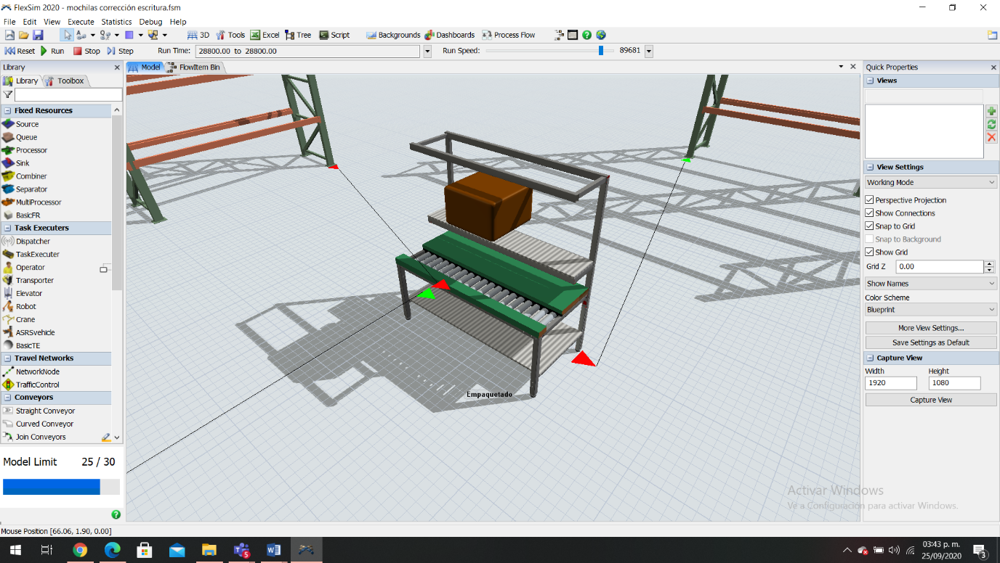 FlexSim 2020 - mochilas corrección escritura.fsm
File Edit View Execute Statistics Debug Help
3D Tools Excel Tree Script Backgrounds Dashboards Process Flow
Reset Run Stop Step Run Time: 28800.00 to 28800.00 Run Speed: 89681
Library
Library Toolbox
Fixed Resources
Source
Queue
Processor
Sink
Combiner
Separator
MultiProcessor
BasicFR
Task Executers
Dispatcher
TaskExecuter
Operator
Transporter
Elevator
Robot
Crane
ASRSvehicle
BasicTE
Travel Networks
NetworkNode
TrafficControl
Conveyors
Straight Conveyor
Curved Conveyor
Join Conveyors
Model Limit 25 / 30
Model FlowItem Bin
Empaquetado
Quick Properties
Views
View Settings
Working Mode
Perspective Projection
Show Connections
Snap to Grid
Snap to Background
Show Grid
Grid Z 0.00
Show Names
Color Scheme
Blueprint
More View Settings...
Save Settings as Default
Capture View
Width Height
1920 1080
Capture View
Activar Windows
Ve a Configuración para activar Windows.
Mouse Position [66.06, 1.90, 0.00]
5
03:43 p. m.
25/09/2020
3